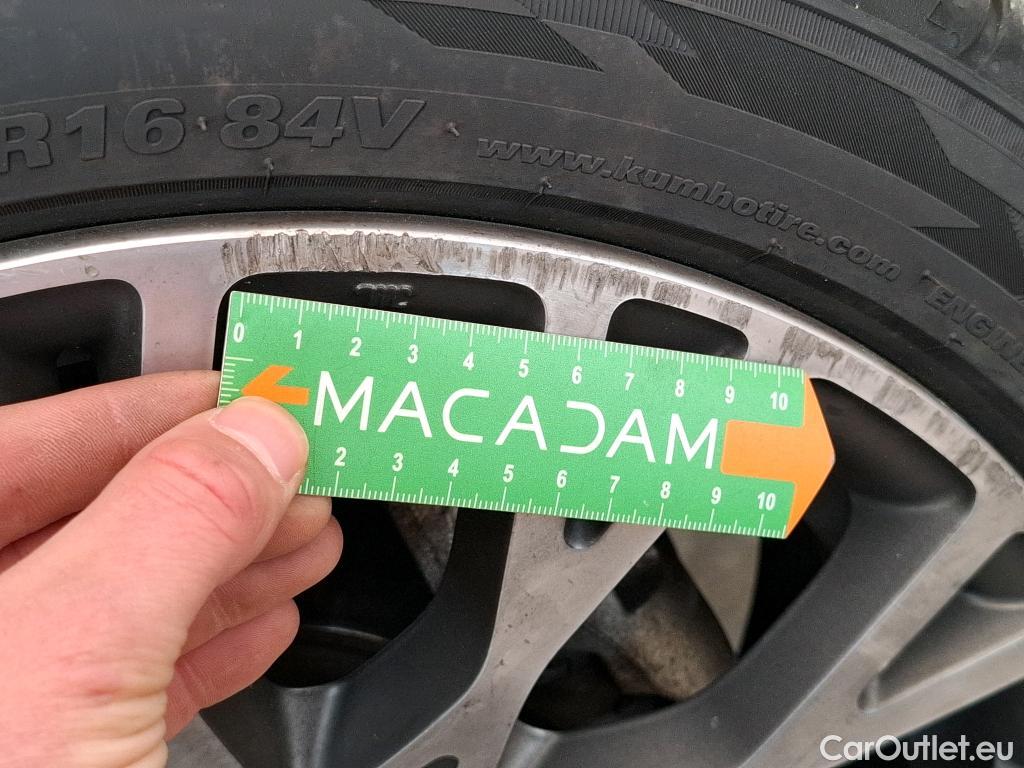 R16 84V
www.kumhotire.com
ENGINE
0 1 2 3 4 5 6 7 8 9 10
MACADAM
2 3 4 5 6 7 8 9 10
CarOutlet.eu